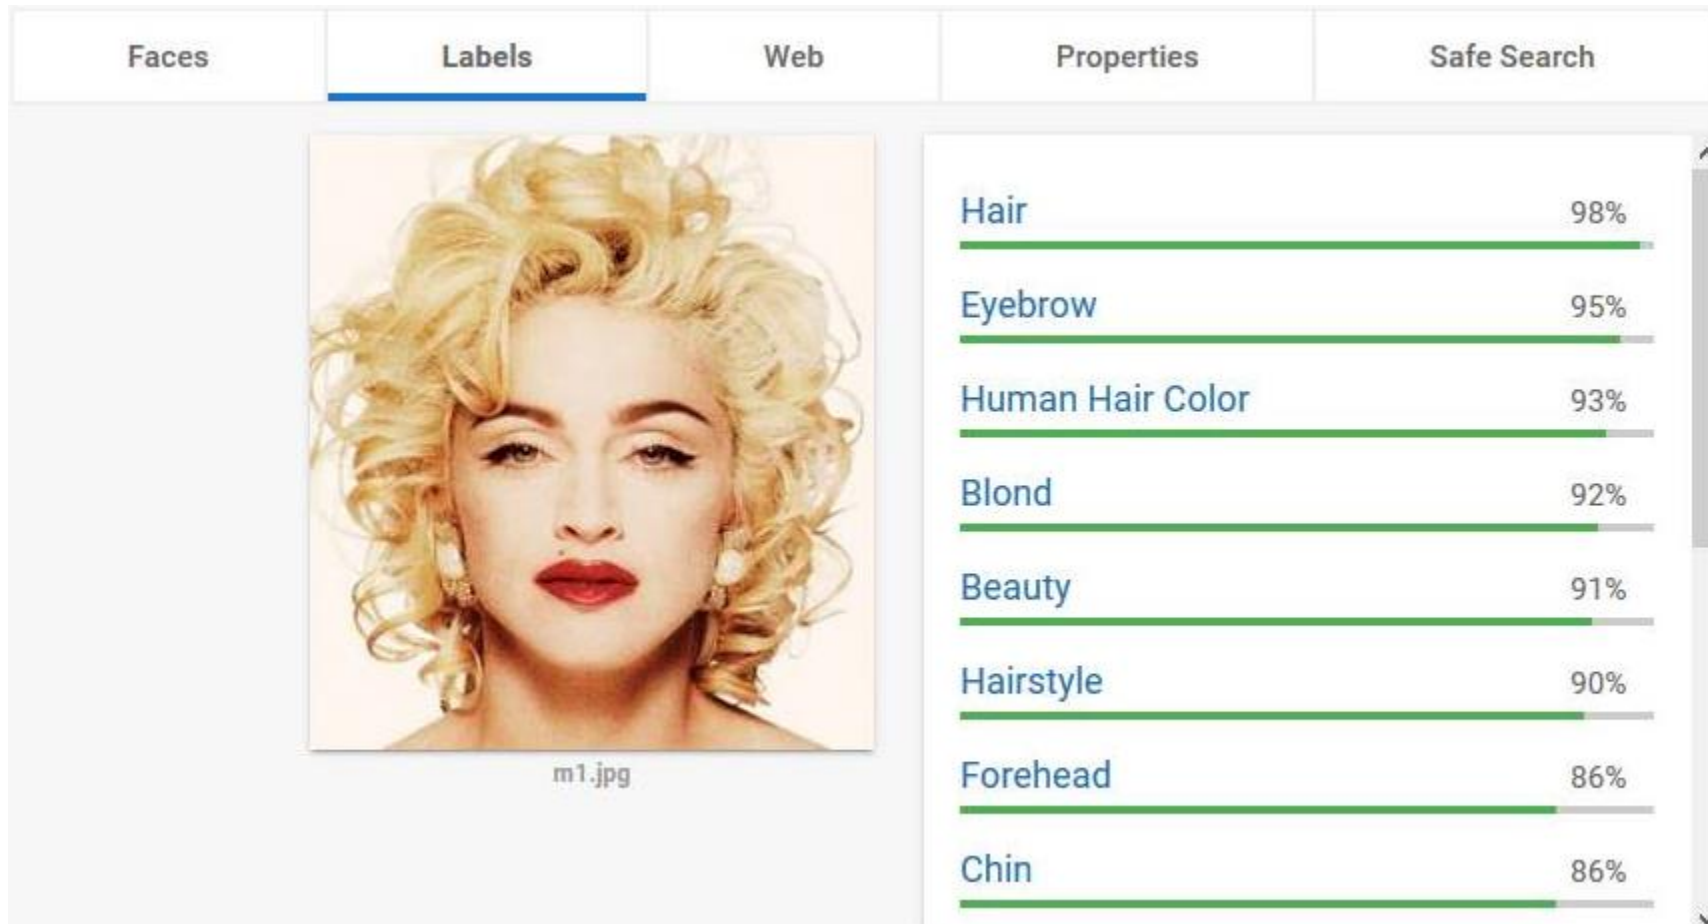 Faces Labels Web Properties Safe Search
Hair 98%
Eyebrow 95%
Human Hair Color 93%
Blond 92%
Beauty 91%
Hairstyle 90%
m1.jpg
Forehead 86%
Chin 86%